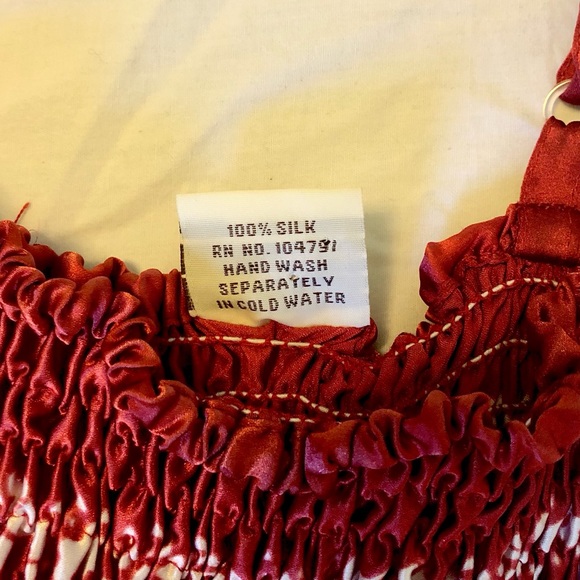 100% SILK
RN NO. 104791
HAND WASH
SEPARATELY
IN COLD WATER